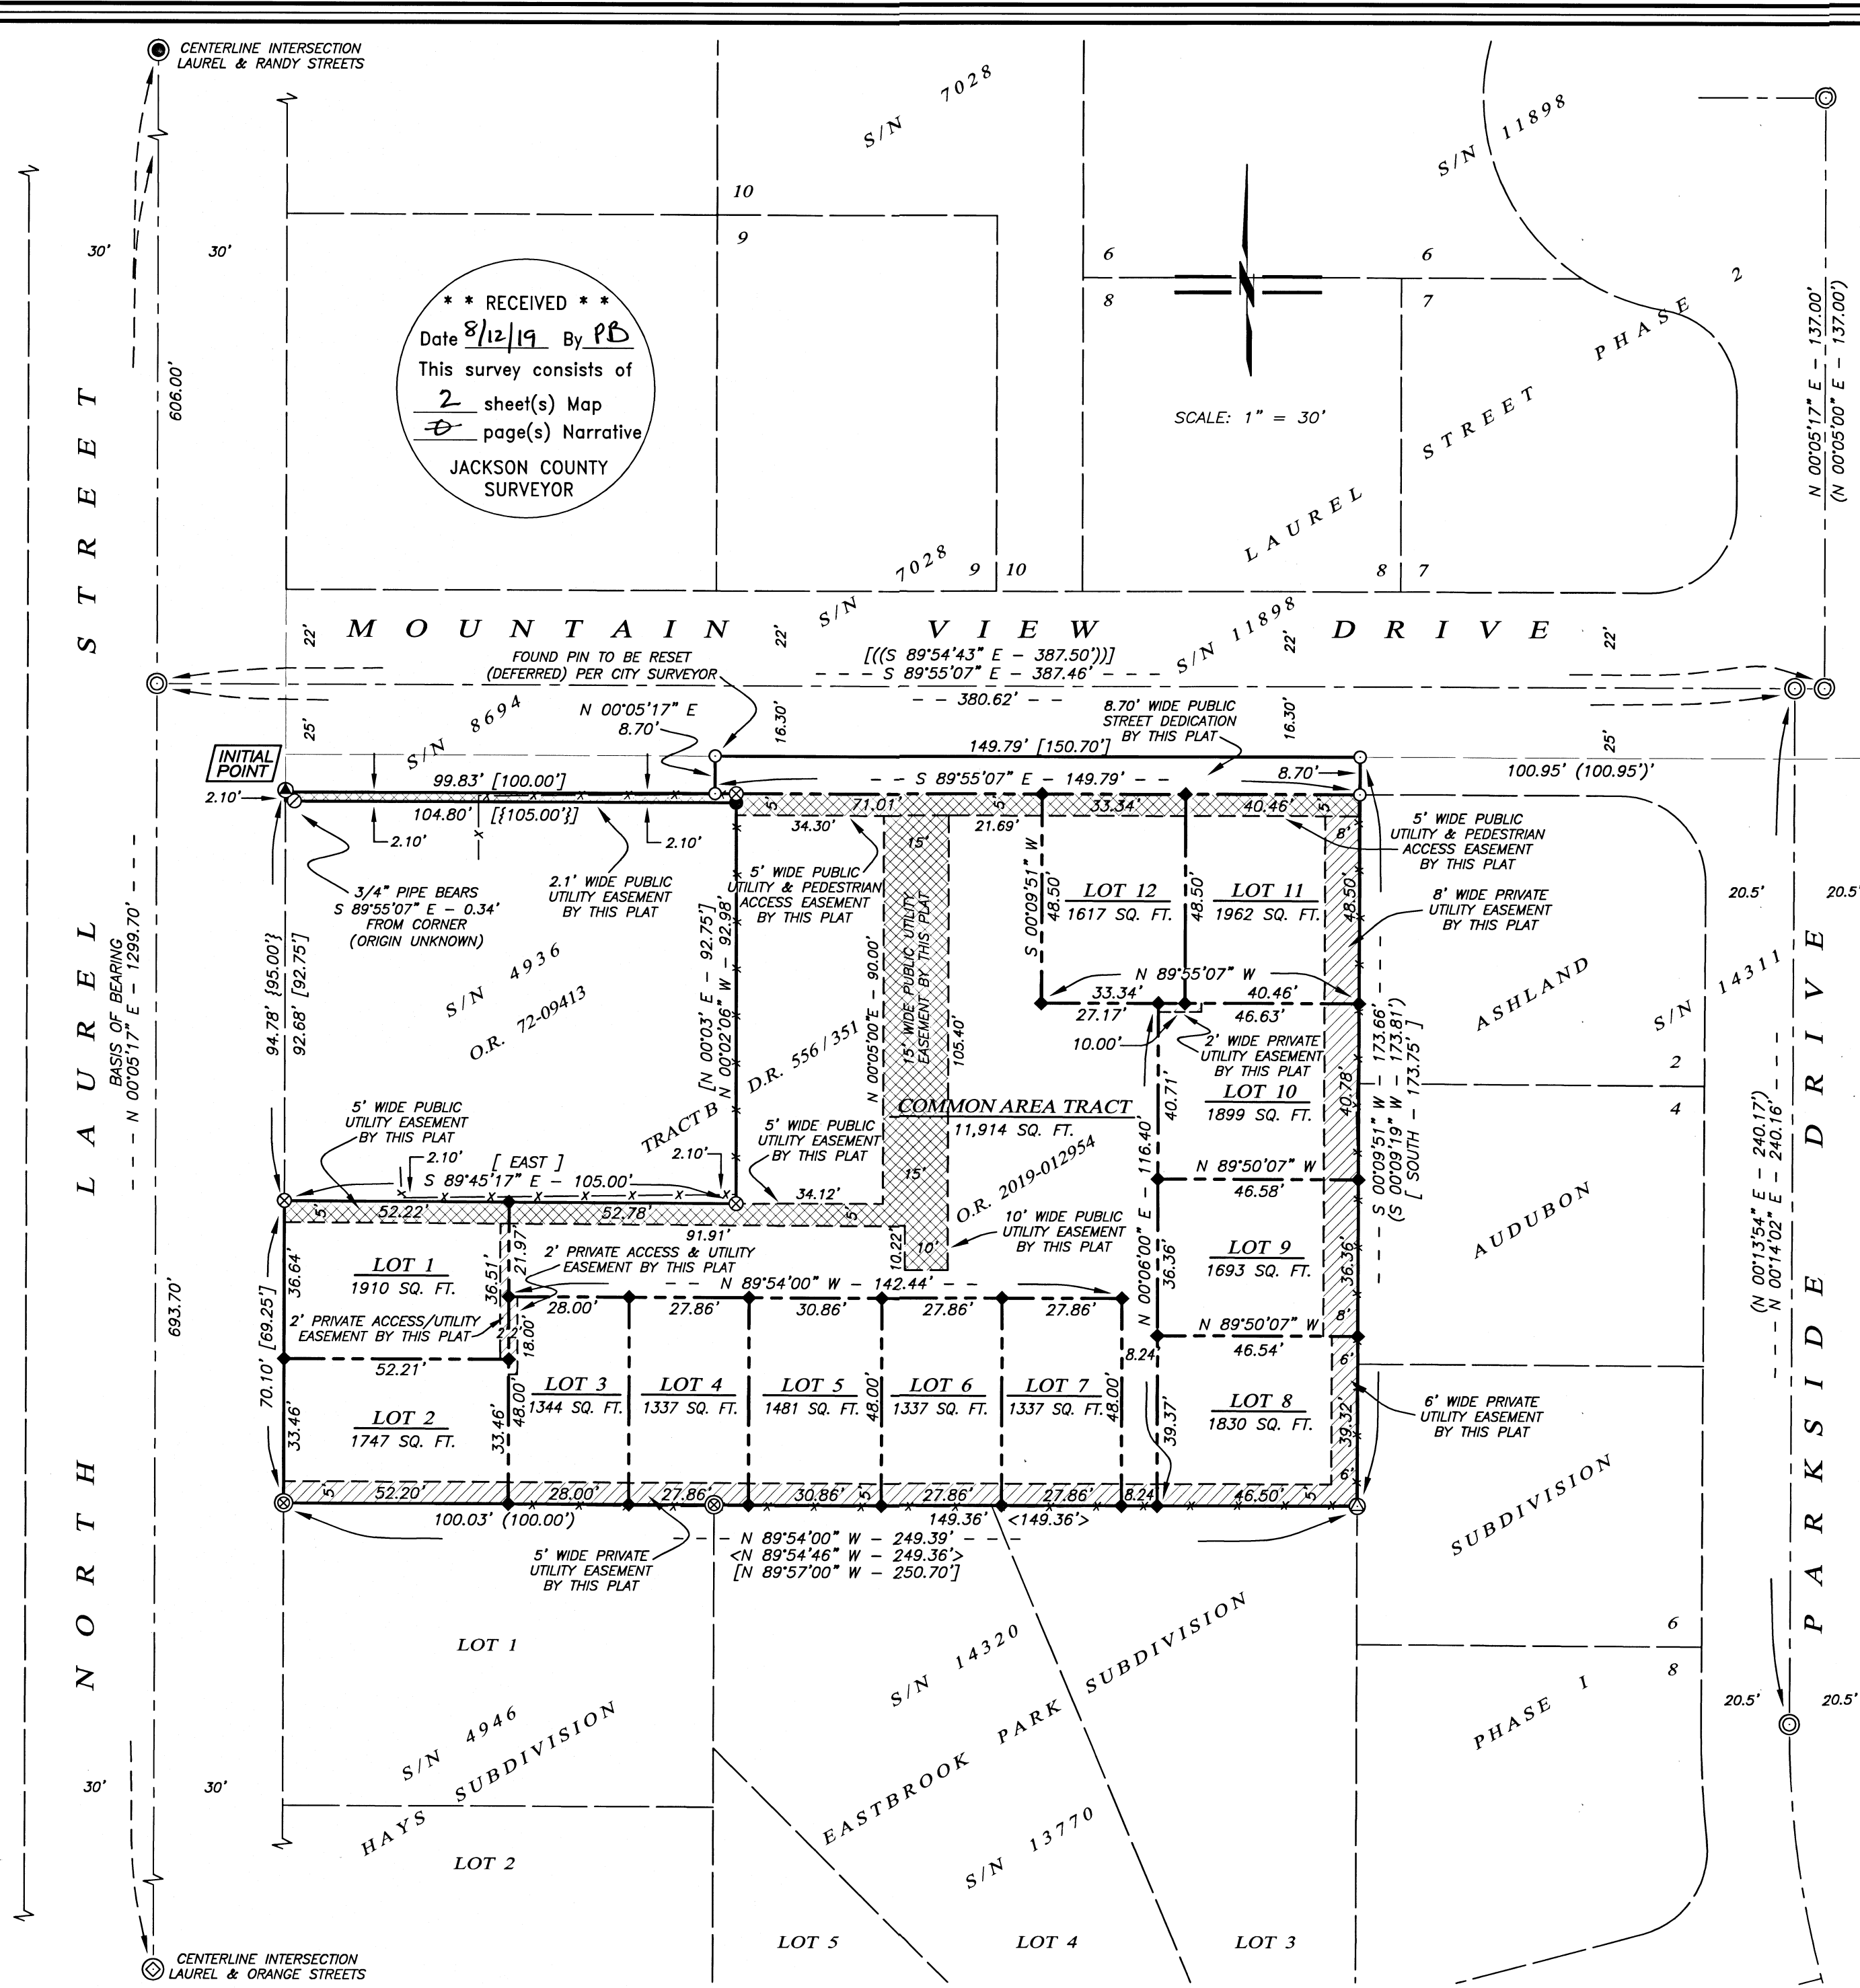 CENTERLINE INTERSECTION
LAUREL & RANDY STREETS
S/N 7028
S/N 11898
10
9
6
6
8
7
30'
30'
606.00'
* * RECEIVED * *
Date 8/12/19 By PB
This survey consists of
2 sheet(s) Map
0 page(s) Narrative
JACKSON COUNTY
SURVEYOR
SCALE: 1" = 30'
LAUREL STREET PHASE 2
N 00°05'17" E - 137.00'
(N 00°05'00" E - 137.00')
9
10
8
7
S/N 7028
S/N 11898
MOUNTAIN VIEW DRIVE
22'
22'
22'
22'
FOUND PIN TO BE RESET
(DEFERRED) PER CITY SURVEYOR
[((S 89°54'43" E - 387.50'))]
- - - S 89°55'07" E - 387.46' - - -
- - 380.62' - -
S/N 8694
N 00°05'17" E
8.70'
25'
16.30'
8.70' WIDE PUBLIC
STREET DEDICATION
BY THIS PLAT
16.30'
25'
INITIAL
POINT
149.79' [150.70']
99.83' [100.00']
- - S 89°55'07" E - 149.79' - -
8.70'
100.95' (100.95')'
2.10'
104.80' [{105.00'}]
2.10'
2.10'
5'
71.01'
5'
33.34'
40.46'
5'
34.30'
21.69'
15'
8'
5' WIDE PUBLIC
UTILITY & PEDESTRIAN
ACCESS EASEMENT
BY THIS PLAT
3/4" PIPE BEARS
S 89°55'07" E - 0.34'
FROM CORNER
(ORIGIN UNKNOWN)
2.1' WIDE PUBLIC
UTILITY EASEMENT
BY THIS PLAT
5' WIDE PUBLIC
UTILITY & PEDESTRIAN
ACCESS EASEMENT
BY THIS PLAT
S 00°09'51" W
48.50'
LOT 12
1617 SQ. FT.
48.50'
LOT 11
1962 SQ. FT.
48.50'
8' WIDE PRIVATE
UTILITY EASEMENT
BY THIS PLAT
20.5'
20.5'
BASIS OF BEARING
- - - N 00°05'17" E - 1299.70' - - -
94.78' {95.00'}
92.68' [92.75']
S/N 4936
O.R. 72-09413
[N 00°03' E - 92.75']
N 00°02'06" W - 92.98'
TRACT B D.R. 556 / 351
N 00°05'00" E - 90.00'
15' WIDE PUBLIC UTILITY
EASEMENT BY THIS PLAT
105.40'
N 89°55'07" W
33.34'
40.46'
27.17'
46.63'
10.00'
2' WIDE PRIVATE
UTILITY EASEMENT
BY THIS PLAT
- - - S 00°09'51" W - 173.66' - - -
(S 00°09'19" W - 173.81')
[ SOUTH - 173.75' ]
ASHLAND
S/N 14311
2
4
LOT 10
1899 SQ. FT.
40.71'
40.78'
COMMON AREA TRACT
11,914 SQ. FT.
O.R. 2019-012954
N 00°06'00" E - 116.40'
(N 00°13'54" E - 240.17')
- - - N 00°14'02" E - 240.16' - - -
5' WIDE PUBLIC
UTILITY EASEMENT
BY THIS PLAT
5' WIDE PUBLIC
UTILITY EASEMENT
BY THIS PLAT
2.10'
[ EAST ]
2.10'
S 89°45'17" E - 105.00'
15'
N 89°50'07" W
46.58'
5'
52.22'
52.78'
34.12'
5'
91.91'
10.22'
10'
10' WIDE PUBLIC
UTILITY EASEMENT
BY THIS PLAT
LOT 9
1693 SQ. FT.
36.36'
36.36'
AUDUBON
70.10' [69.25']
36.64'
LOT 1
1910 SQ. FT.
36.51'
21.97'
2' PRIVATE ACCESS & UTILITY
EASEMENT BY THIS PLAT
- - N 89°54'00" W - 142.44' - -
28.00'
27.86'
30.86'
27.86'
27.86'
2' PRIVATE ACCESS/UTILITY
EASEMENT BY THIS PLAT
2'
2'
18.00'
N 89°50'07" W
46.54'
8'
6'
8.24'
52.21'
33.46'
LOT 2
1747 SQ. FT.
33.46'
48.00'
LOT 3
1344 SQ. FT.
LOT 4
1337 SQ. FT.
LOT 5
1481 SQ. FT.
48.00'
LOT 6
1337 SQ. FT.
LOT 7
1337 SQ. FT.
48.00'
39.37'
LOT 8
1830 SQ. FT.
39.32'
6' WIDE PRIVATE
UTILITY EASEMENT
BY THIS PLAT
6'
5'
52.20'
28.00'
27.86'
30.86'
5'
27.86'
27.86'
8.24'
46.50'
5'
100.03' (100.00')
149.36' <149.36'>
- - - N 89°54'00" W - 249.39' - - -
<N 89°54'46" W - 249.36'>
[N 89°57'00" W - 250.70']
5' WIDE PRIVATE
UTILITY EASEMENT
BY THIS PLAT
693.70'
SUBDIVISION
NORTH LAUREL STREET
PARKSIDE DRIVE
LOT 1
S/N 4946
HAYS SUBDIVISION
LOT 2
S/N 14320
EASTBROOK PARK SUBDIVISION
S/N 13770
LOT 5
LOT 4
LOT 3
6
8
PHASE 1
20.5'
20.5'
30'
30'
CENTERLINE INTERSECTION
LAUREL & ORANGE STREETS